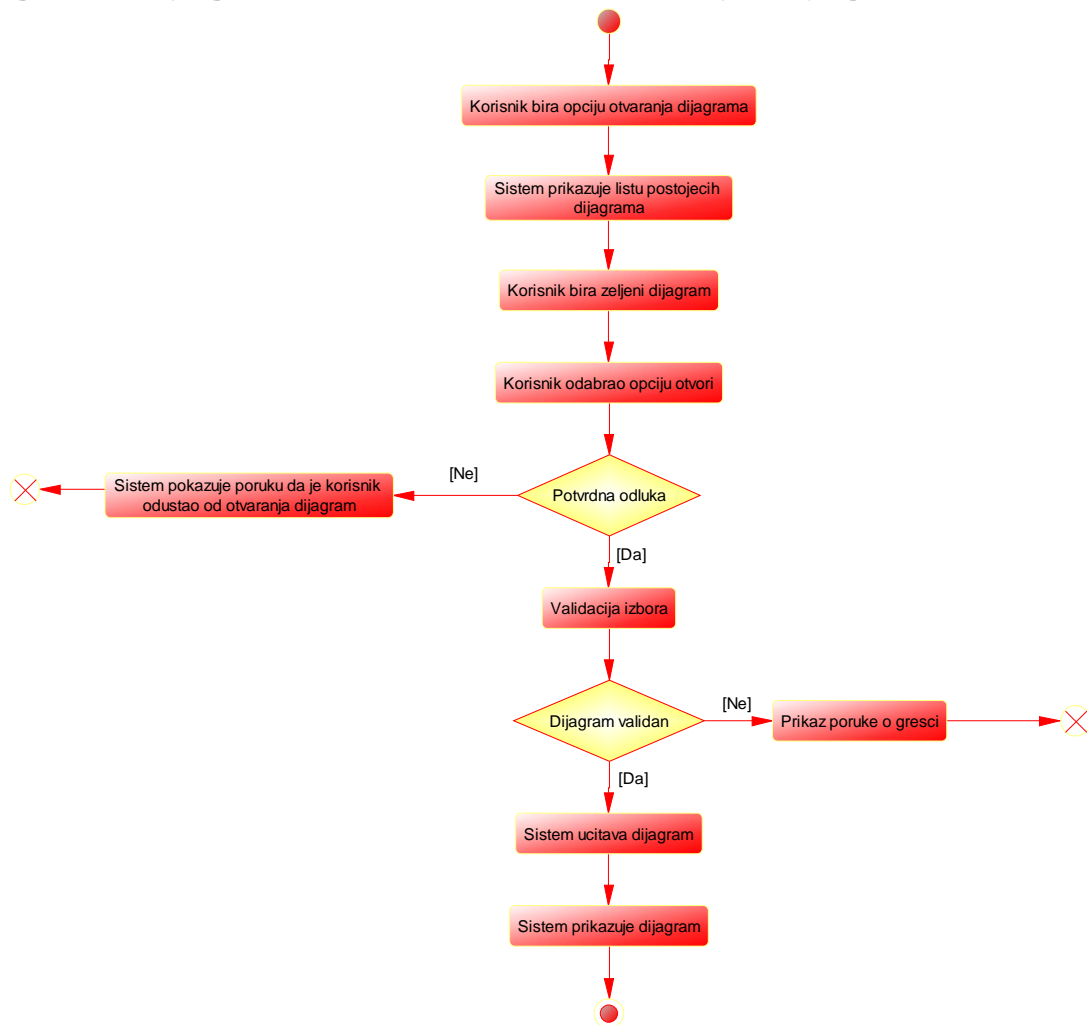 Korisnik bira opciju otvaranja dijagrama
Sistem prikazuje listu postojecih
dijagrama
Korisnik bira zeljeni dijagram
Korisnik odabrao opciju otvori
Potvrdna odluka
[Ne]
Sistem pokazuje poruku da je korisnik
odustao od otvaranja dijagram
[Da]
Validacija izbora
Dijagram validan
[Ne]
Prikaz poruke o gresci
[Da]
Sistem ucitava dijagram
Sistem prikazuje dijagram